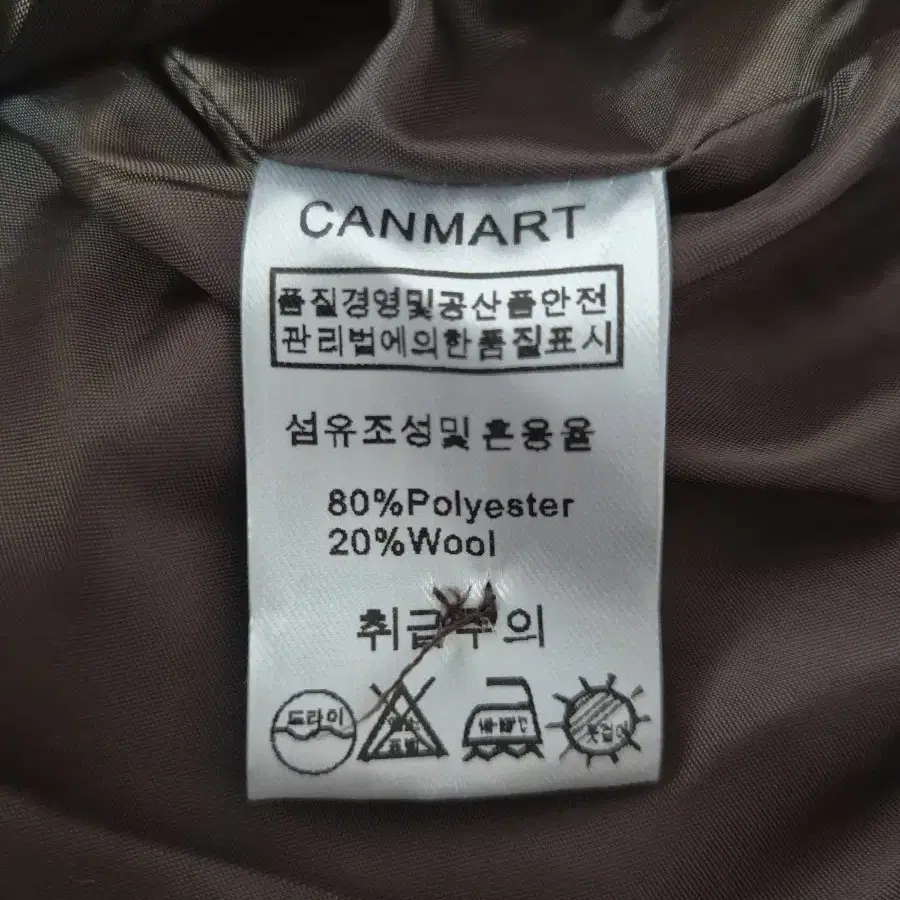 CANMART
품질경영및공산품안전
관리법에의한품질표시
섬유조성및혼용율
80%Polyester
20%Wool
취급주의
드라이